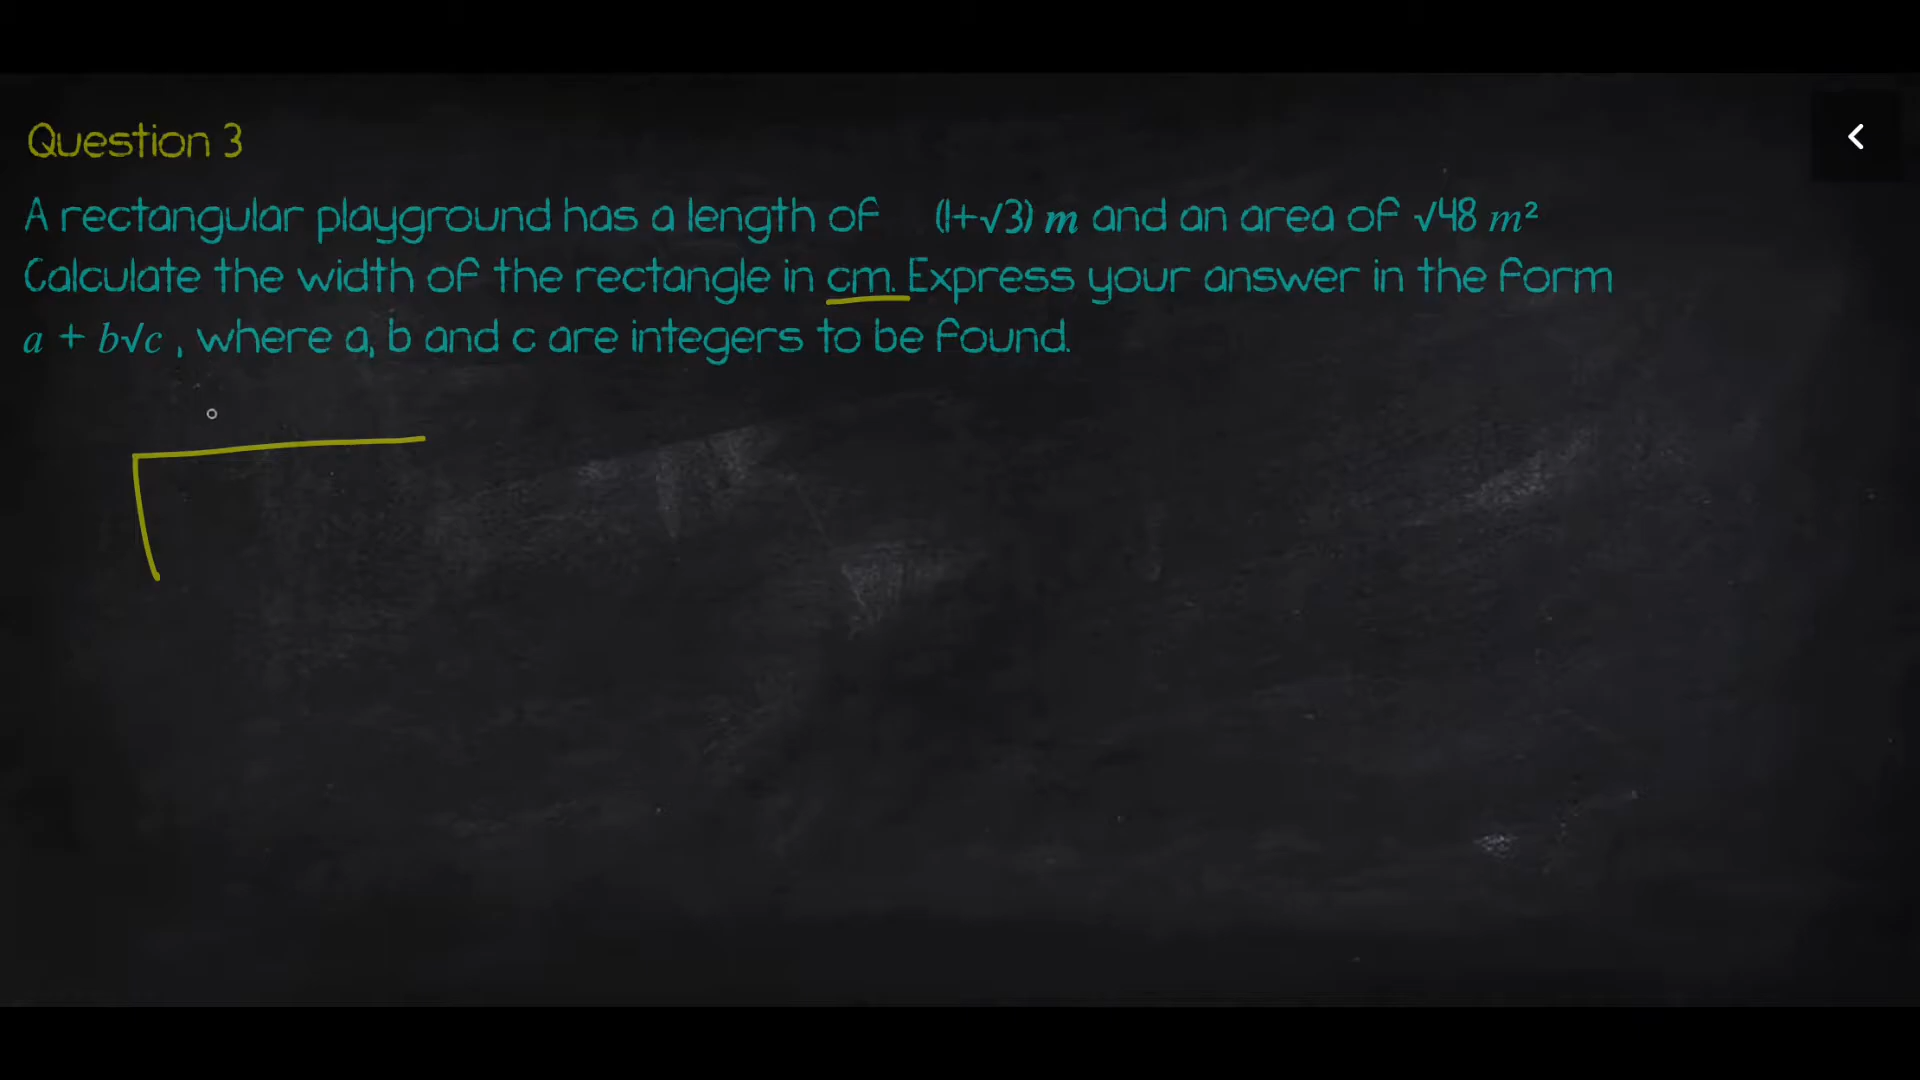 Question 3
A rectangular playground has a length of (1+√3) m and an area of √48 m²
Calculate the width of the rectangle in cm. Express your answer in the form
a + b√c , where a, b and c are integers to be found.